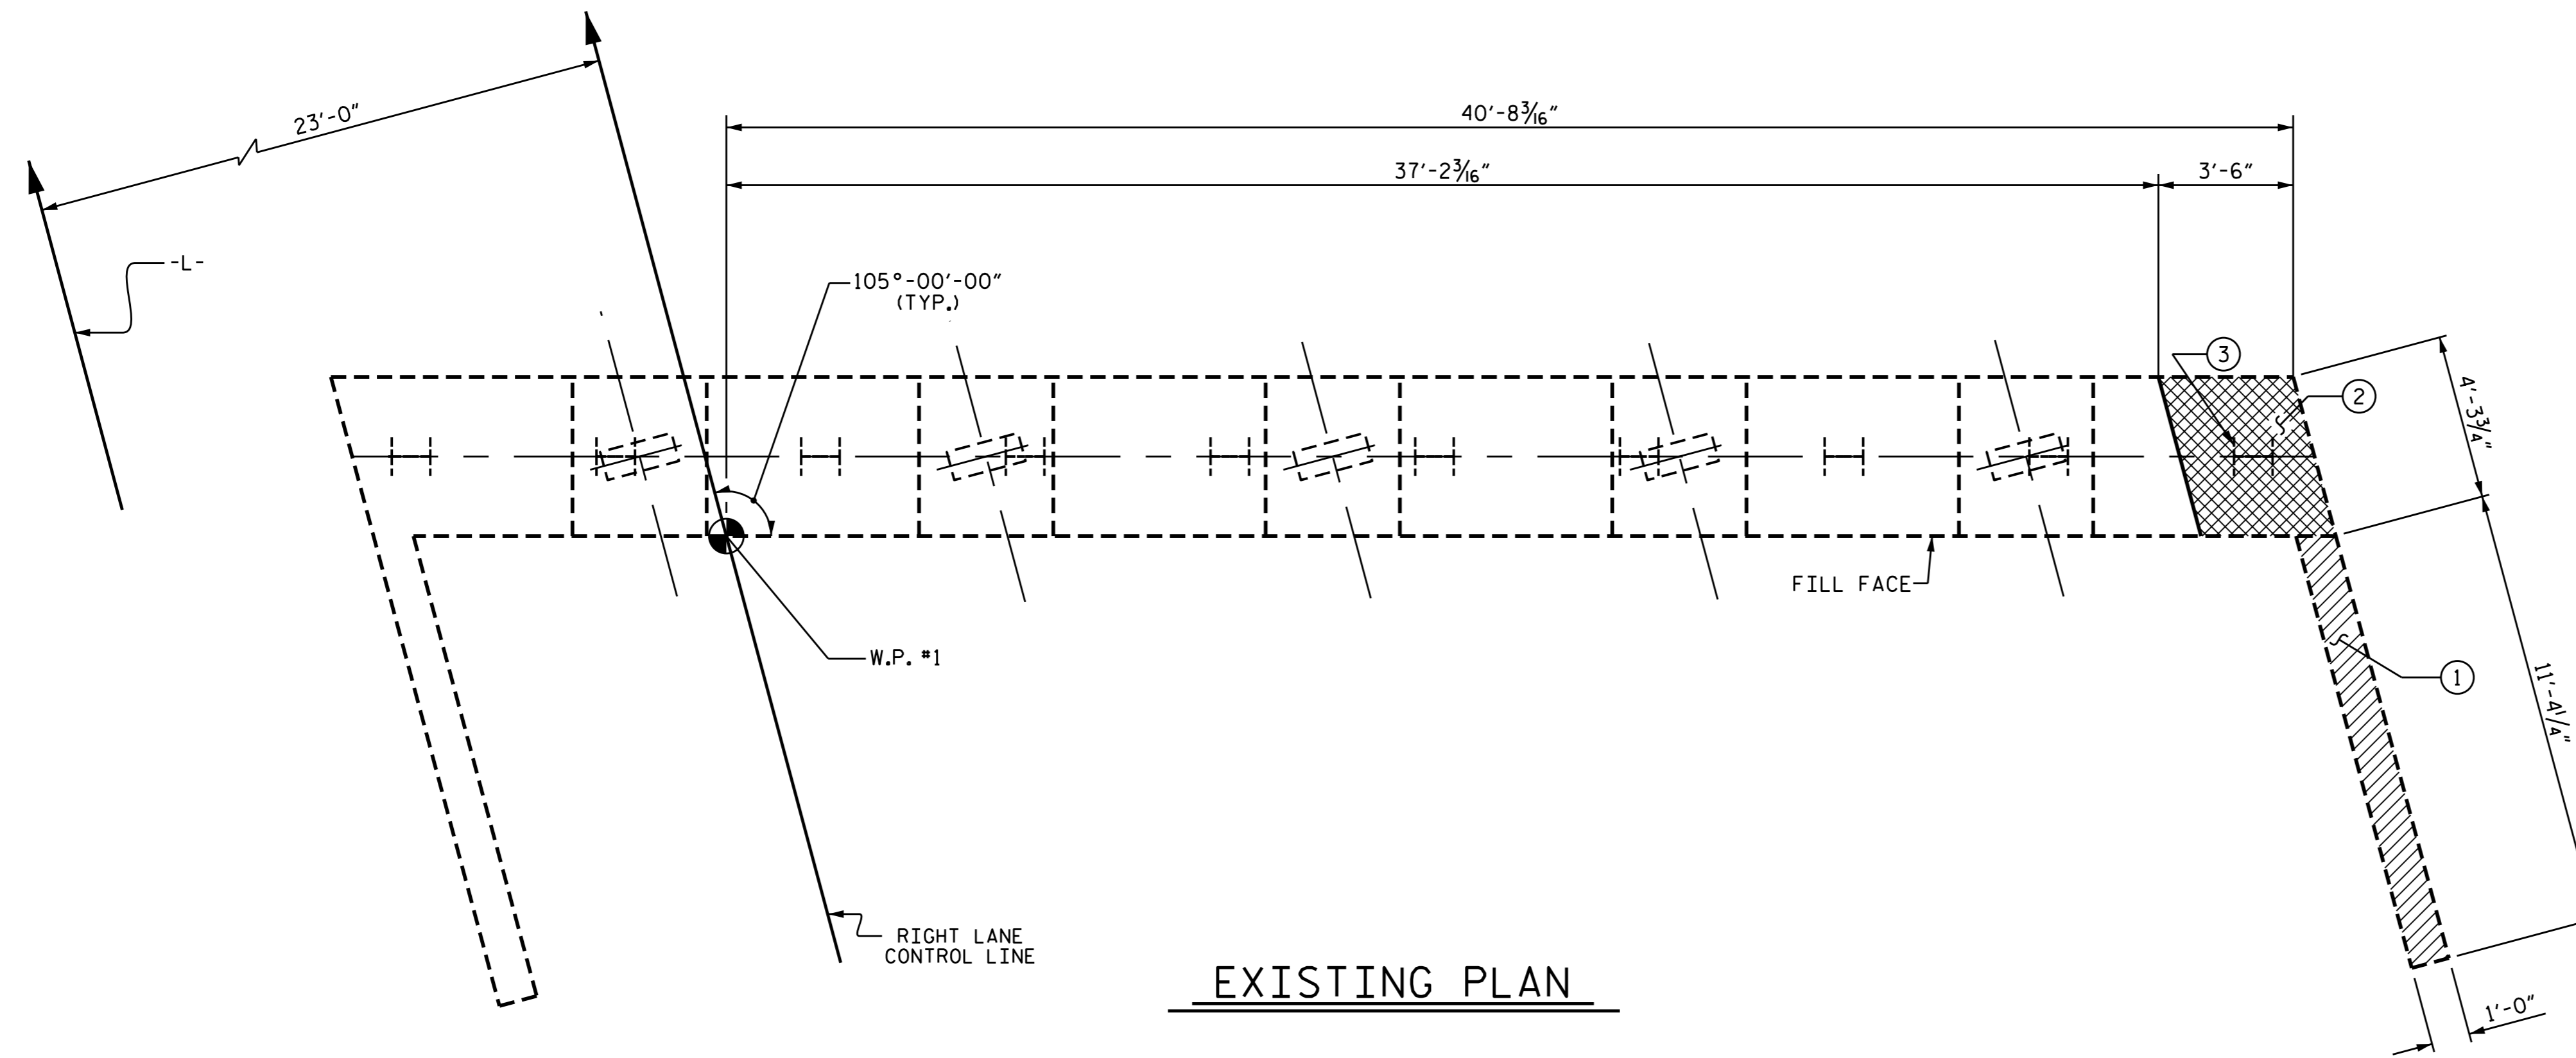 23'-0"
40'-8 3/16"
37'-2 3/16"
3'-6"
-L-
105°-00'-00"
(TYP.)
3
2
4'-3 3/4"
FILL FACE
W.P. #1
1
11'-4 1/4"
RIGHT LANE
CONTROL LINE
EXISTING PLAN
1'-0"